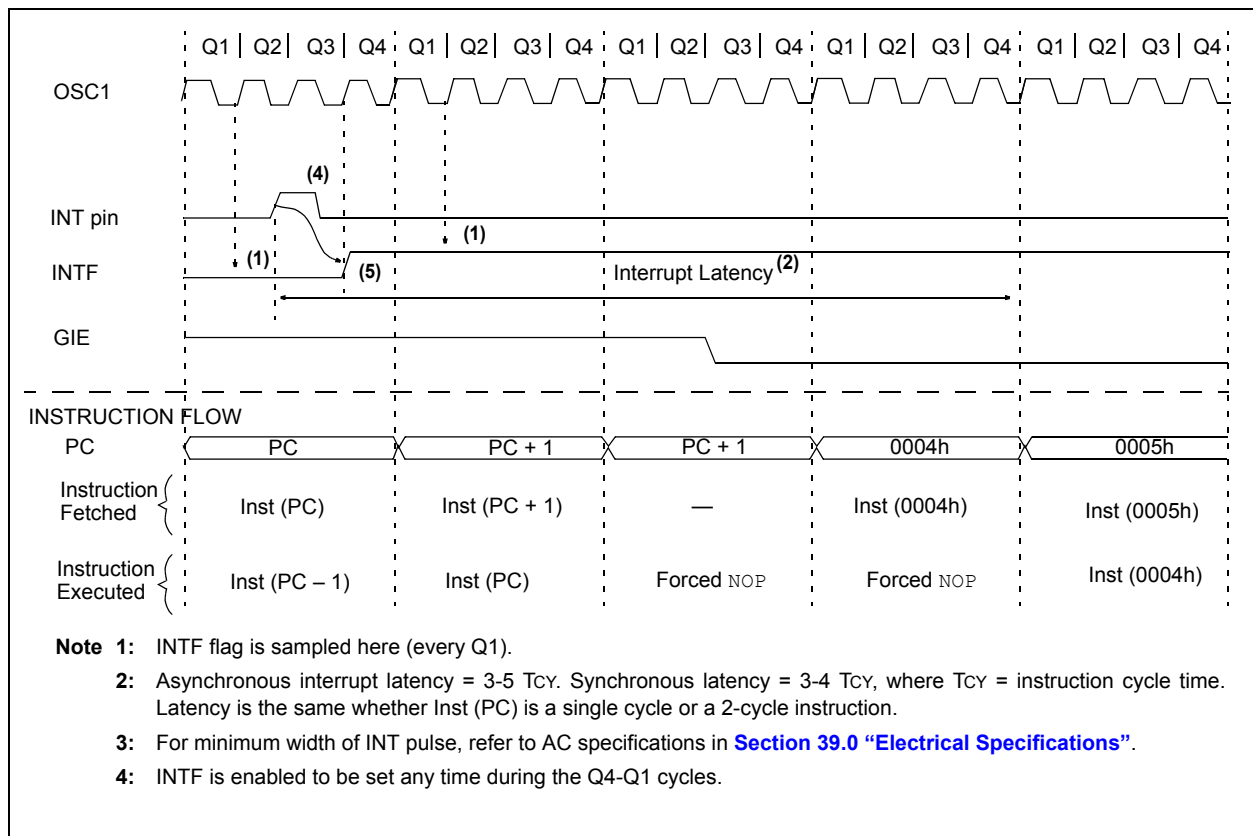 Q1 Q2 Q3 Q4 Q1 Q2 Q3 Q4 Q1 Q2 Q3 Q4 Q1 Q2 Q3 Q4 Q1 Q2 Q3 Q4
OSC1
(4)
INT pin
(1) (1)
INTF (5) Interrupt Latency (2)
GIE
INSTRUCTION FLOW
PC PC PC + 1 PC + 1 0004h 0005h
Instruction Fetched Inst (PC) Inst (PC + 1) — Inst (0004h) Inst (0005h)
Instruction Executed Inst (PC – 1) Inst (PC) Forced NOP Forced NOP Inst (0004h)
Note 1: INTF flag is sampled here (every Q1).
2: Asynchronous interrupt latency = 3-5 TCY. Synchronous latency = 3-4 TCY, where TCY = instruction cycle time.
Latency is the same whether Inst (PC) is a single cycle or a 2-cycle instruction.
3: For minimum width of INT pulse, refer to AC specifications in Section 39.0 “Electrical Specifications”.
4: INTF is enabled to be set any time during the Q4-Q1 cycles.